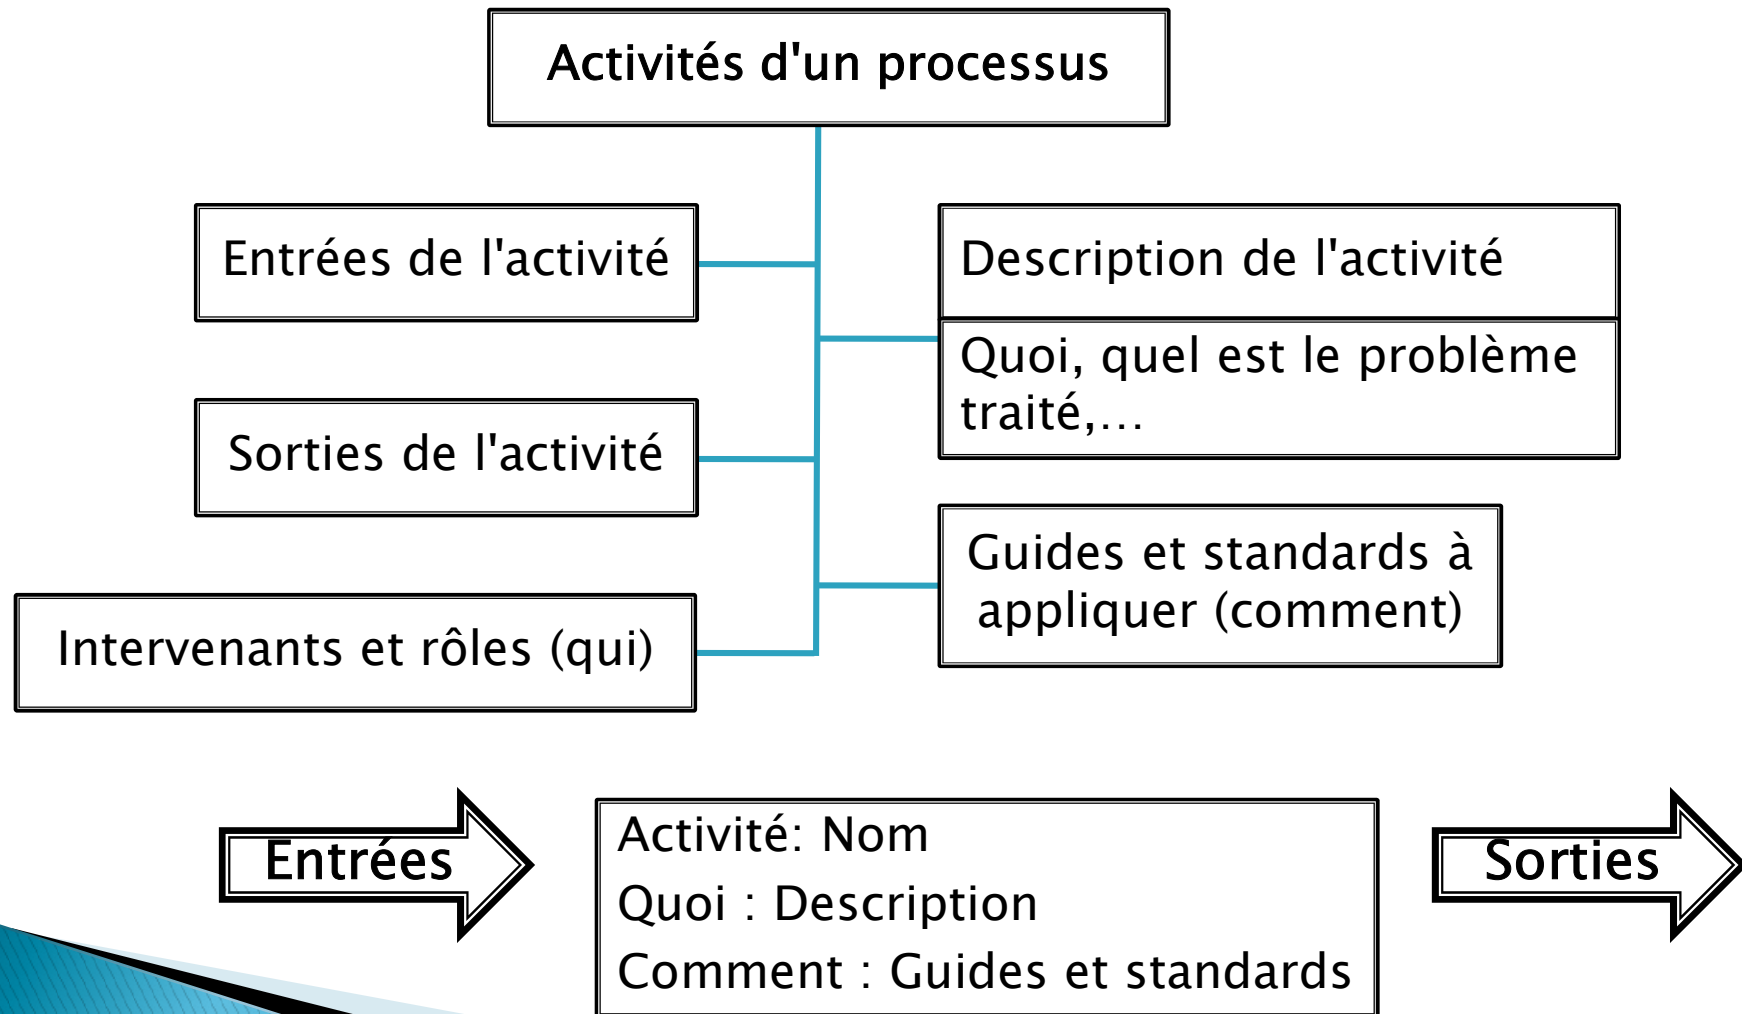 Activités d'un processus
Entrées de l'activité
Description de l'activité
Quoi, quel est le problème
traité,…
Sorties de l'activité
Guides et standards à
appliquer (comment)
Intervenants et rôles (qui)
Entrées
Activité: Nom
Quoi : Description
Comment : Guides et standards
Sorties